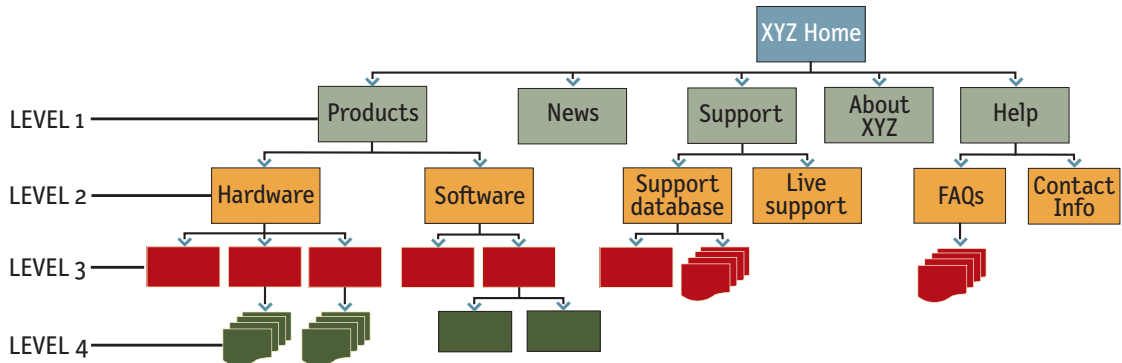 XYZ Home
LEVEL 1
Products
News
Support
About
XYZ
Help
LEVEL 2
Hardware
Software
Support
database
Live
support
FAQs
Contact
Info
LEVEL 3
LEVEL 4